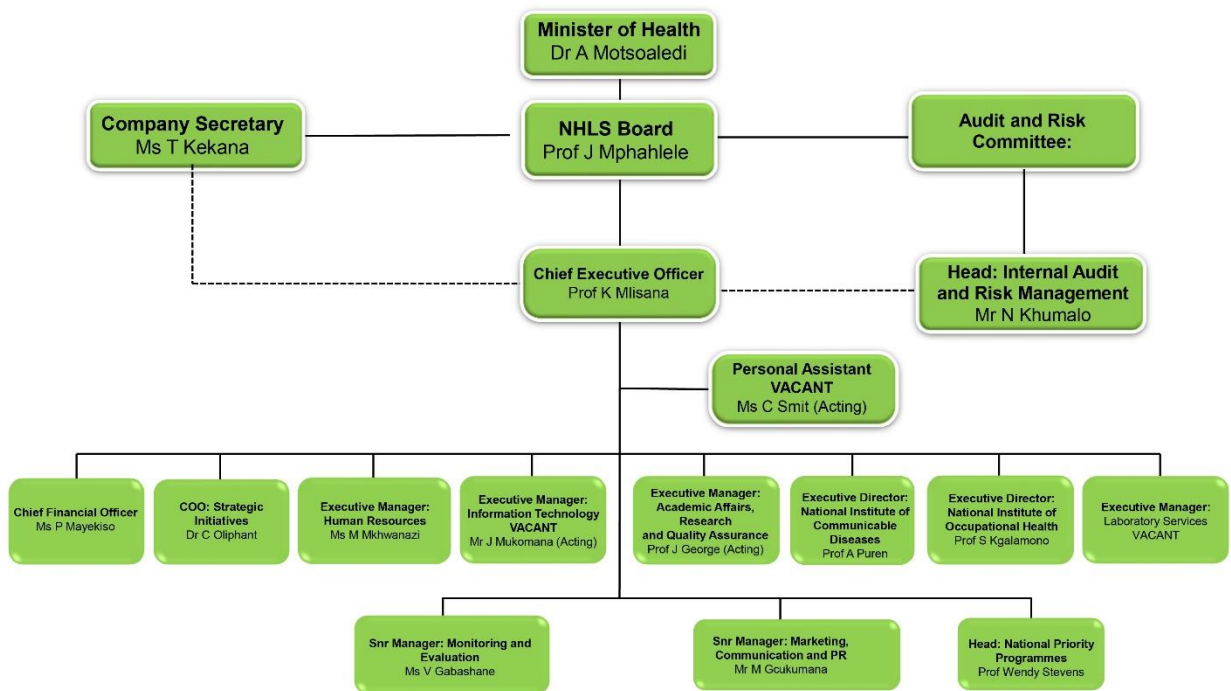 Minister of Health
Dr A Motsoaledi
Company Secretary
Ms T Kekana
NHLS Board
Prof J Mphahlele
Audit and Risk
Committee:
Chief Executive Officer
Prof K Mlisana
Head: Internal Audit
and Risk Management
Mr N Khumalo
Personal Assistant
VACANT
Ms C Smit (Acting)
Chief Financial Officer
Ms P Mayekiso
COO: Strategic
Initiatives
Dr C Oliphant
Executive Manager:
Human Resources
Ms M Mkhwanazi
Executive Manager:
Information Technology
VACANT
Mr J Mukomana (Acting)
Executive Manager:
Academic Affairs,
Research
and Quality Assurance
Prof J George (Acting)
Executive Director:
National Institute of
Communicable
Diseases
Prof A Puren
Executive Director:
National Institute of
Occupational Health
Prof S Kgalamono
Executive Manager:
Laboratory Services
VACANT
Snr Manager: Monitoring and
Evaluation
Ms V Gabashane
Snr Manager: Marketing,
Communication and PR
Mr M Gcukumana
Head: National Priority
Programmes
Prof Wendy Stevens